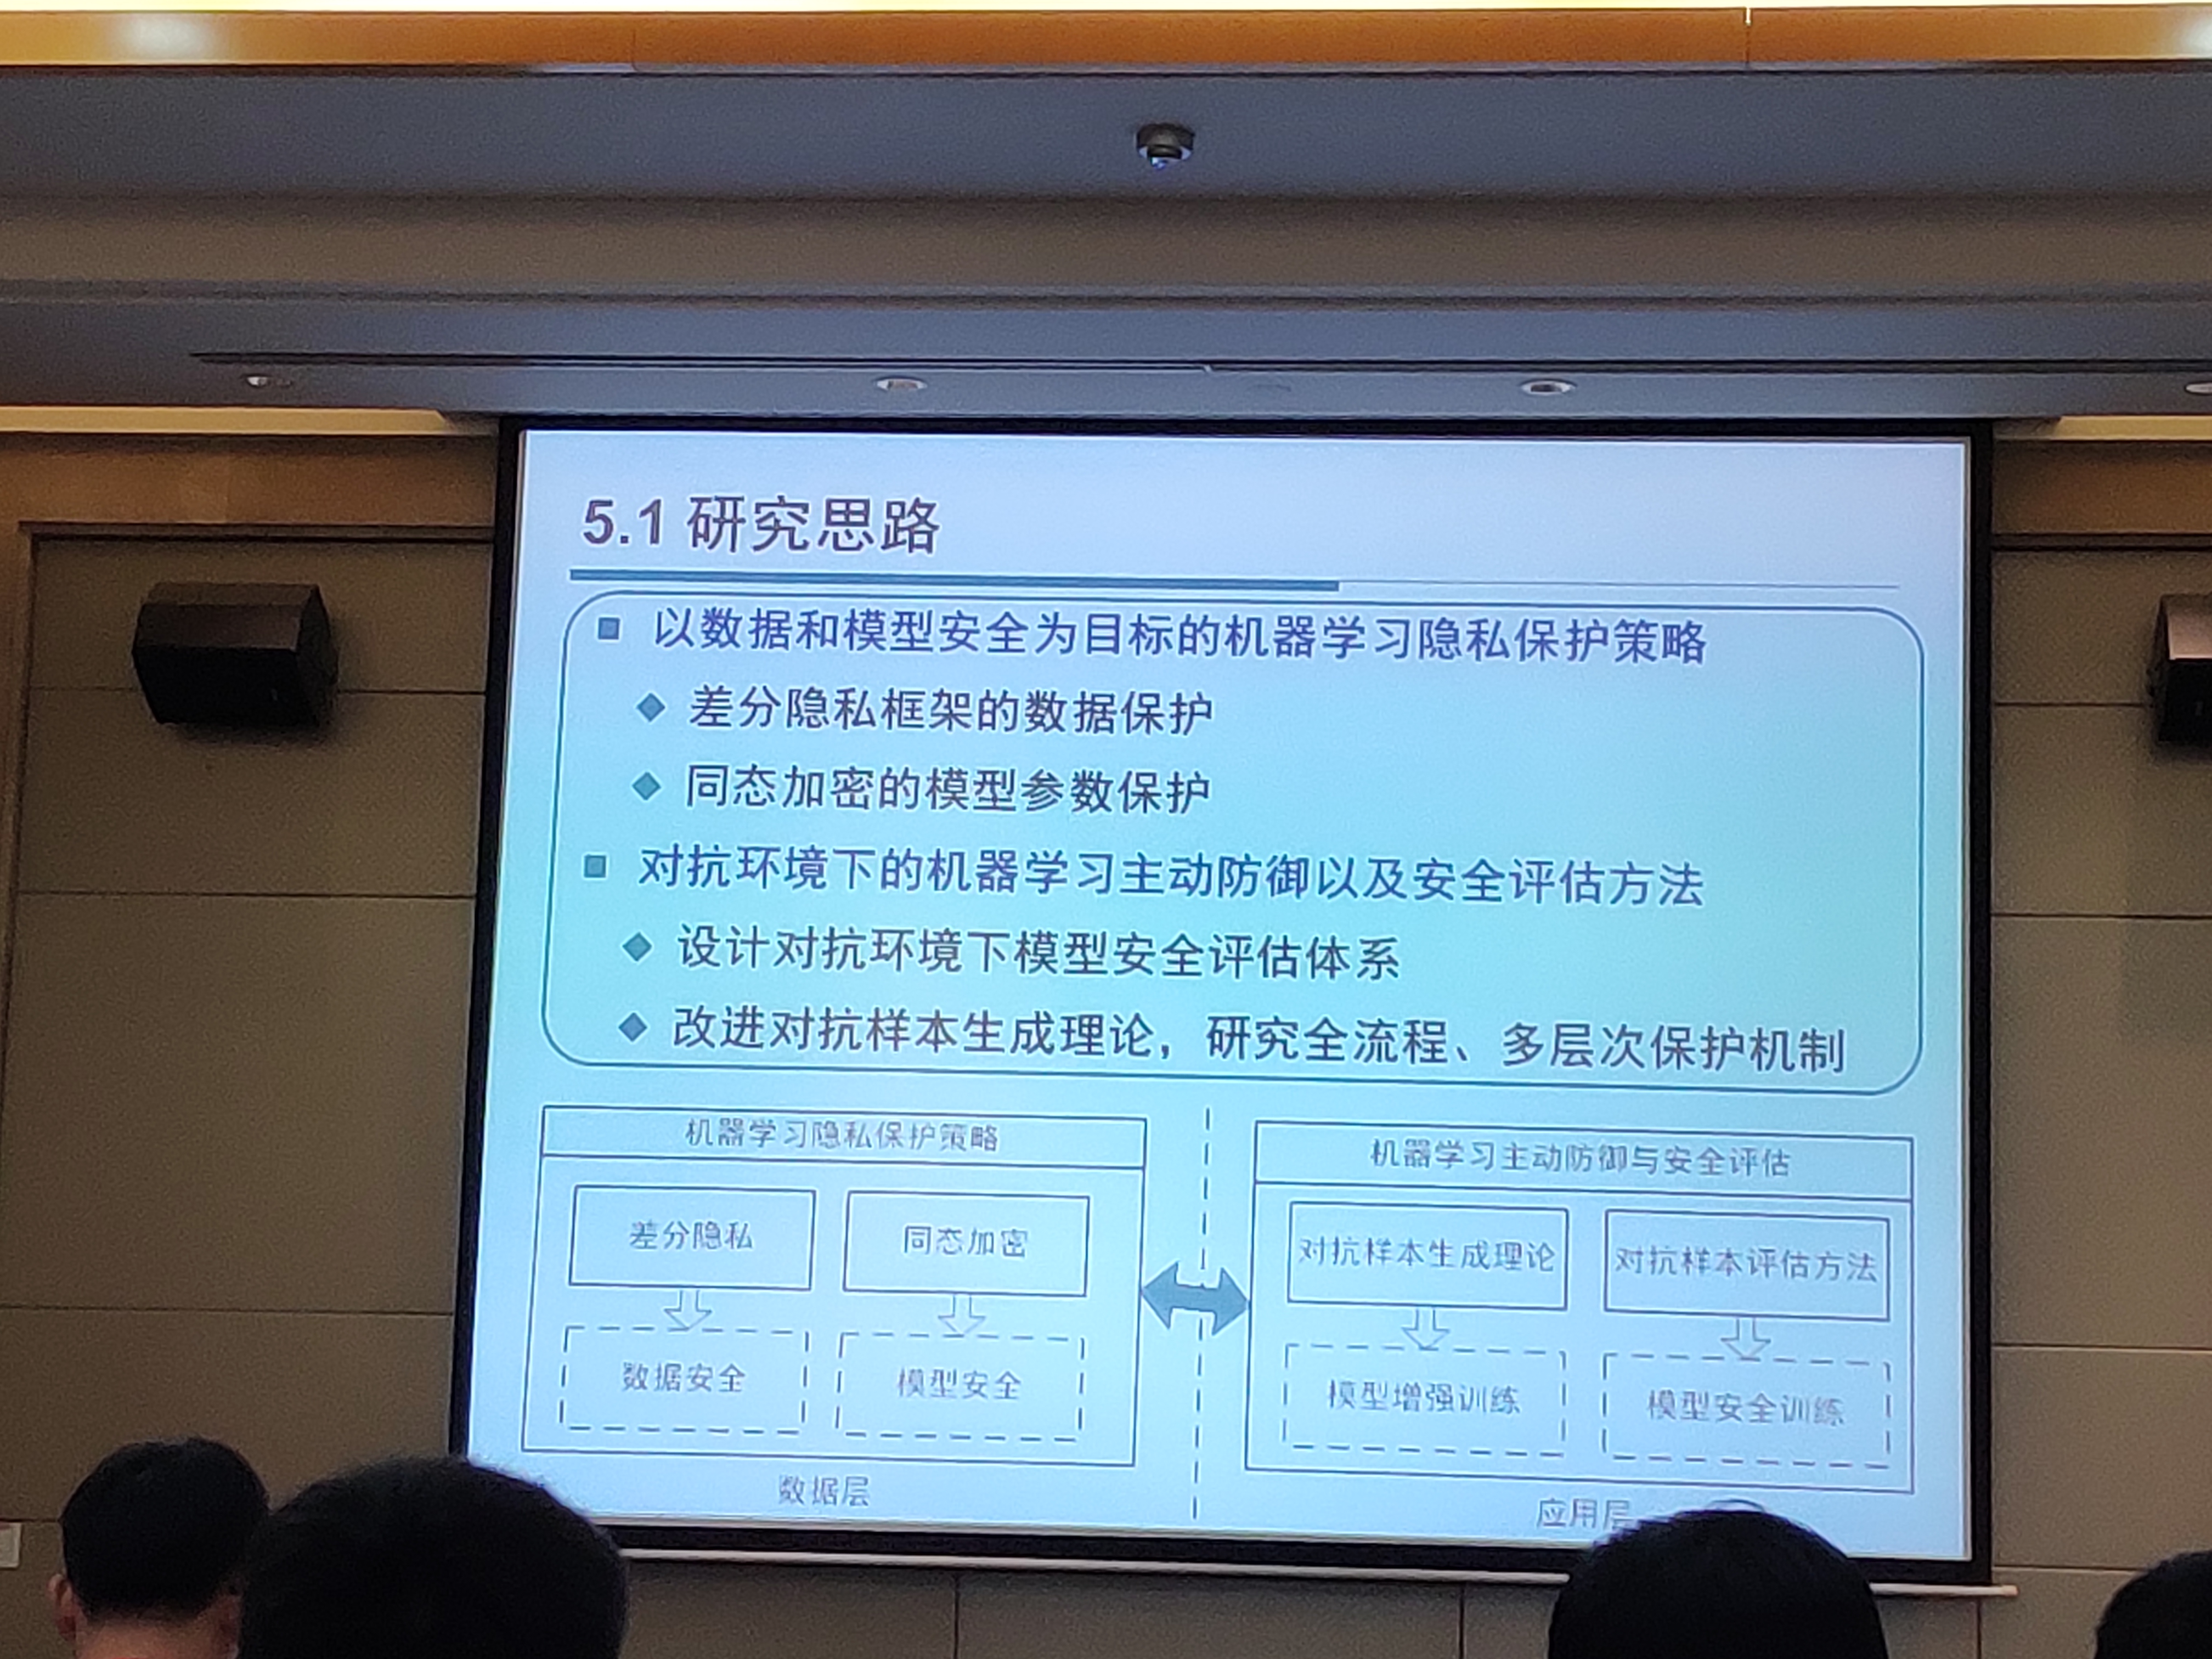 5.1 研究思路
以数据和模型安全为目标的机器学习隐私保护策略
差分隐私框架的数据保护
同态加密的模型参数保护
对抗环境下的机器学习主动防御以及安全评估方法
设计对抗环境下模型安全评估体系
改进对抗样本生成理论，研究全流程、多层次保护机制
机器学习隐私保护策略
差分隐私
同态加密
数据安全
模型安全
数据层
机器学习主动防御与安全评估
对抗样本生成理论
对抗样本评估方法
模型增强训练
模型安全训练
应用层